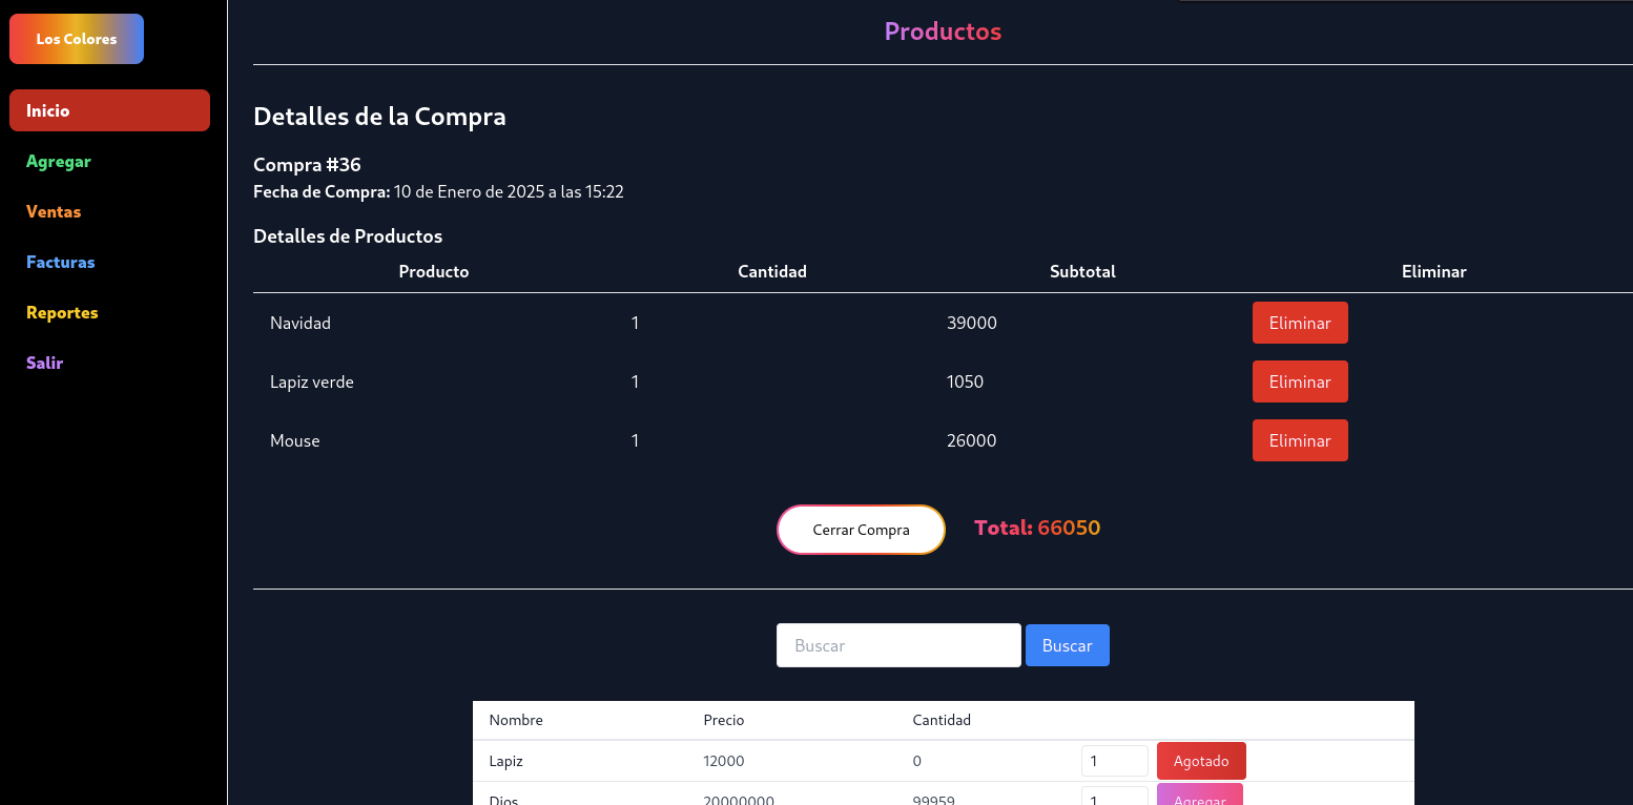 Los Colores
Inicio
Agregar
Ventas
Facturas
Reportes
Salir
Productos
Detalles de la Compra
Compra #36
Fecha de Compra: 10 de Enero de 2025 a las 15:22
Detalles de Productos
Producto Cantidad Subtotal Eliminar
Navidad 1 39000 Eliminar
Lapiz verde 1 1050 Eliminar
Mouse 1 26000 Eliminar
Cerrar Compra Total: 66050
Buscar Buscar
Nombre Precio Cantidad
Lapiz 12000 0 1 Agotado
Dios 20000000 99959 1 Agregar